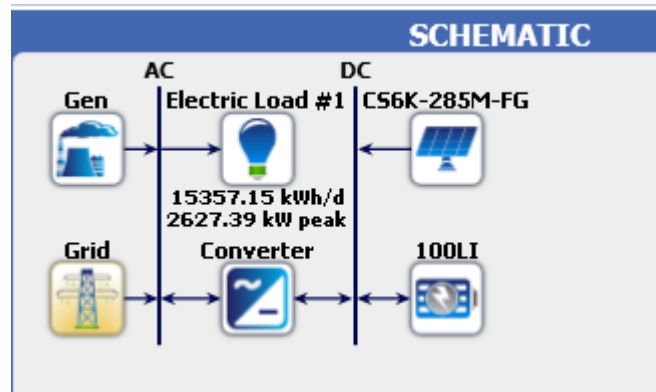 SCHEMATIC
AC DC
Gen Electric Load #1 CS6K-285M-FG
15357.15 kWh/d
2627.39 kW peak
Grid Converter 100LI